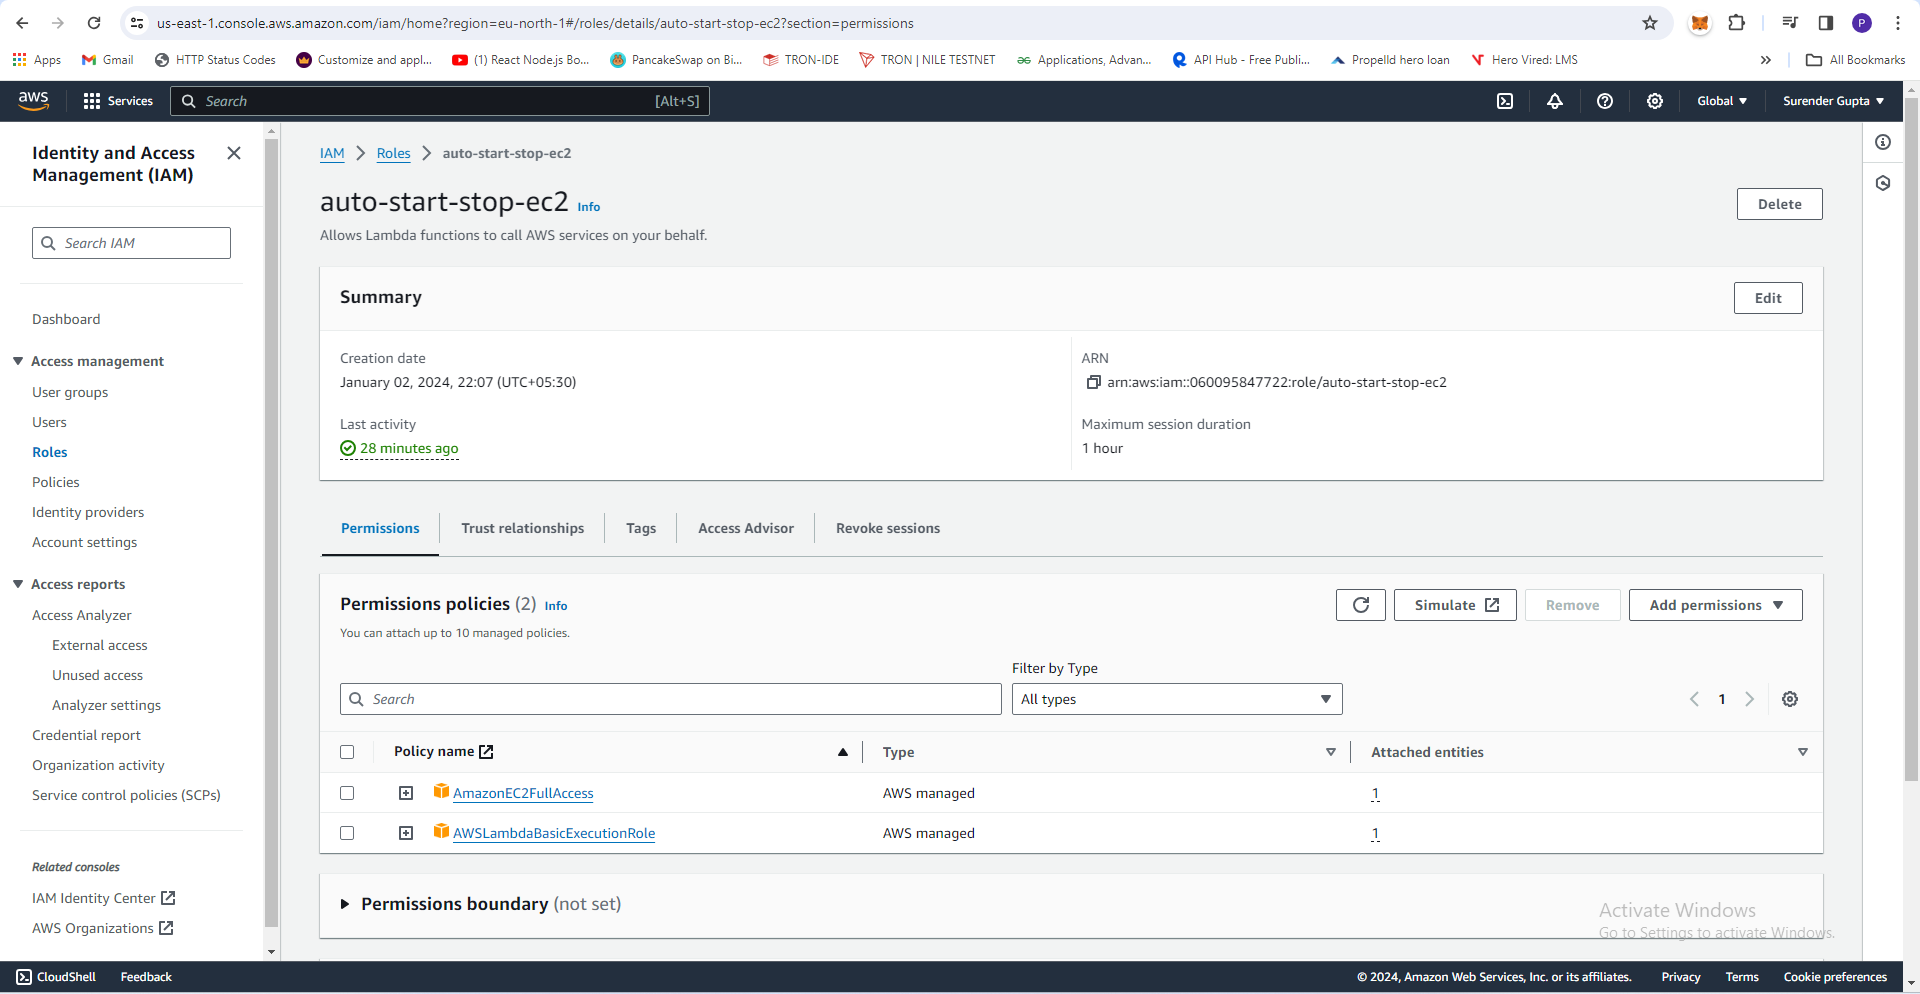 us-east-1.console.aws.amazon.com/iam/home?region=eu-north-1#/roles/details/auto-start-stop-ec2?section=permissions
P
Apps
Gmail
HTTP Status Codes
Customize and appl...
(1) React Node.js Bo...
PancakeSwap on Bi...
TRON-IDE
TRON | NILE TESTNET
Applications, Advan...
API Hub - Free Publi...
Propelld hero loan
Hero Vired: LMS
All Bookmarks
aws
Services
Search
[Alt+S]
Global
Surender Gupta
Identity and Access
Management (IAM)
Search IAM
Dashboard
Access management
User groups
Users
Roles
Policies
Identity providers
Account settings
Access reports
Access Analyzer
External access
Unused access
Analyzer settings
Credential report
Organization activity
Service control policies (SCPs)
Related consoles
IAM Identity Center
AWS Organizations
IAM
Roles
auto-start-stop-ec2
auto-start-stop-ec2 Info
Delete
Allows Lambda functions to call AWS services on your behalf.
Summary
Edit
Creation date
January 02, 2024, 22:07 (UTC+05:30)
ARN
arn:aws:iam::060095847722:role/auto-start-stop-ec2
Last activity
28 minutes ago
Maximum session duration
1 hour
Permissions
Trust relationships
Tags
Access Advisor
Revoke sessions
Permissions policies (2) Info
Simulate
Remove
Add permissions
You can attach up to 10 managed policies.
Filter by Type
Search
All types
1
Policy name
Type
Attached entities
AmazonEC2FullAccess
AWS managed
1
AWSLambdaBasicExecutionRole
AWS managed
1
Permissions boundary (not set)
Activate Windows
Go to Settings to activate Windows.
CloudShell
Feedback
© 2024, Amazon Web Services, Inc. or its affiliates.
Privacy
Terms
Cookie preferences